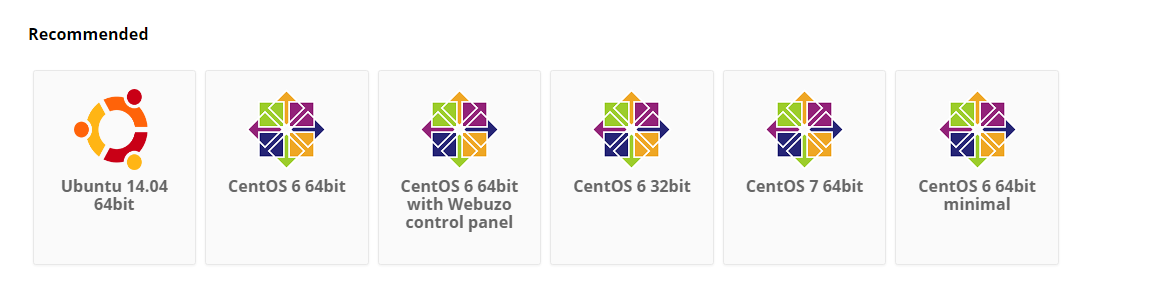 Recommended
Ubuntu 14.04
64bit
CentOS 6 64bit
CentOS 6 64bit
with Webuzo
control panel
CentOS 6 32bit
CentOS 7 64bit
CentOS 6 64bit
minimal